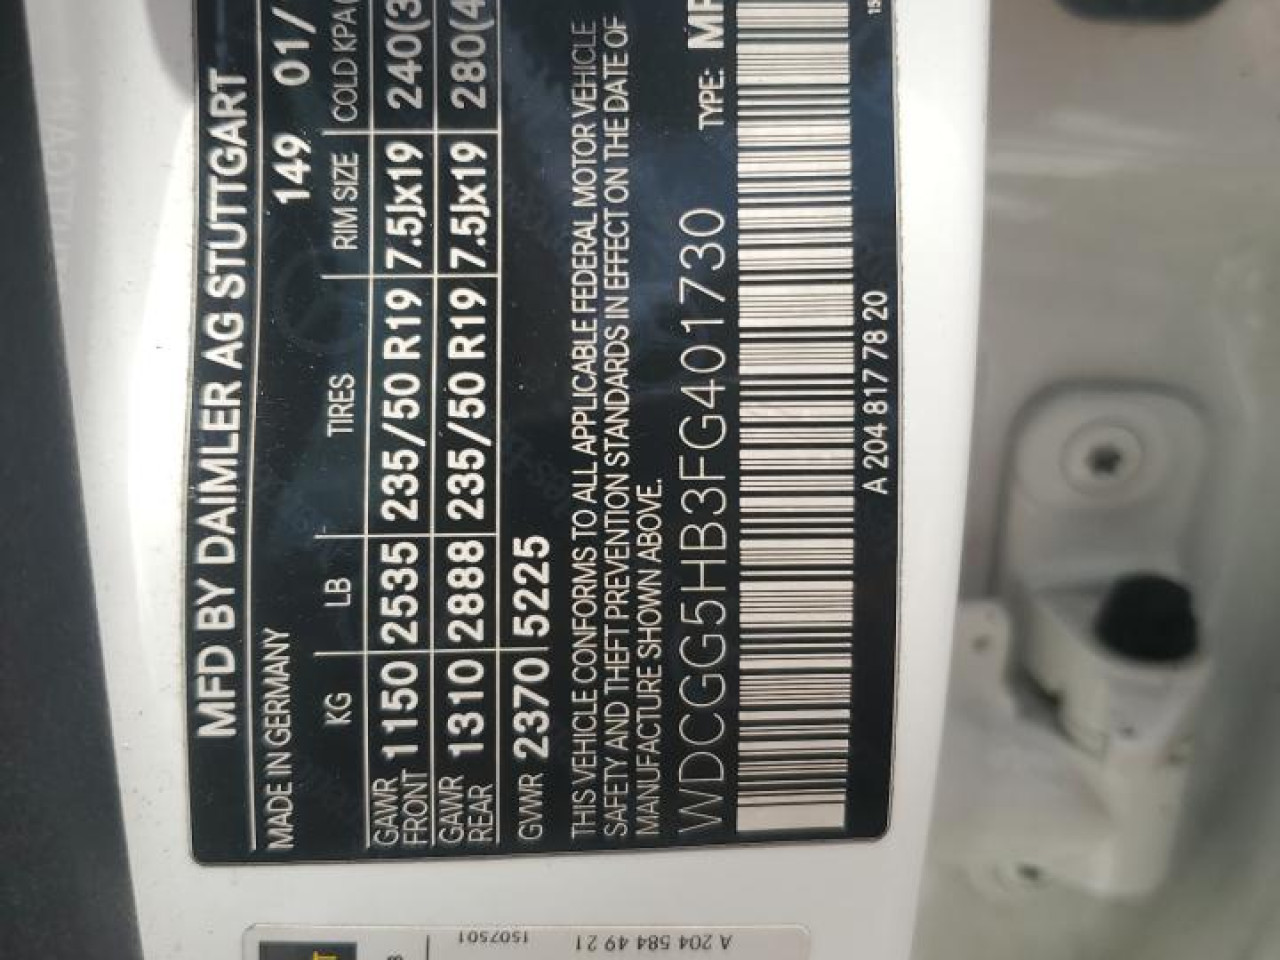 MFD BY DAIMLER AG STUTTGART
MADE IN GERMANY 149 01/
KG LB TIRES RIM SIZE COLD KPA(
GAWR FRONT 1150 2535 235/50 R19 7.5Jx19 240(3
GAWR REAR 1310 2888 235/50 R19 7.5Jx19 280(4
GVWR 2370 5225
THIS VEHICLE CONFORMS TO ALL APPLICABLE FEDERAL MOTOR VEHICLE
SAFETY AND THEFT PREVENTION STANDARDS IN EFFECT ON THE DATE OF
MANUFACTURE SHOWN ABOVE.
WDCGG5HB3FG401730 TYPE: MP
A 204 817 78 20
A 204 584 49 21
1507501